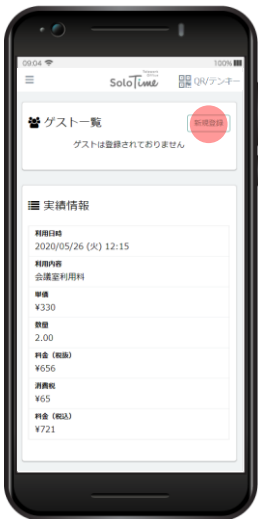 09:04 100%
SoloTime QR/テンキー
ゲスト一覧 新規登録
ゲストは登録されておりません
実績情報
利用日時
2020/05/26 (火) 12:15
利用内容
会議室利用料
単価
¥330
数量
2.00
料金（税抜）
¥656
消費税
¥65
料金（税込）
¥721